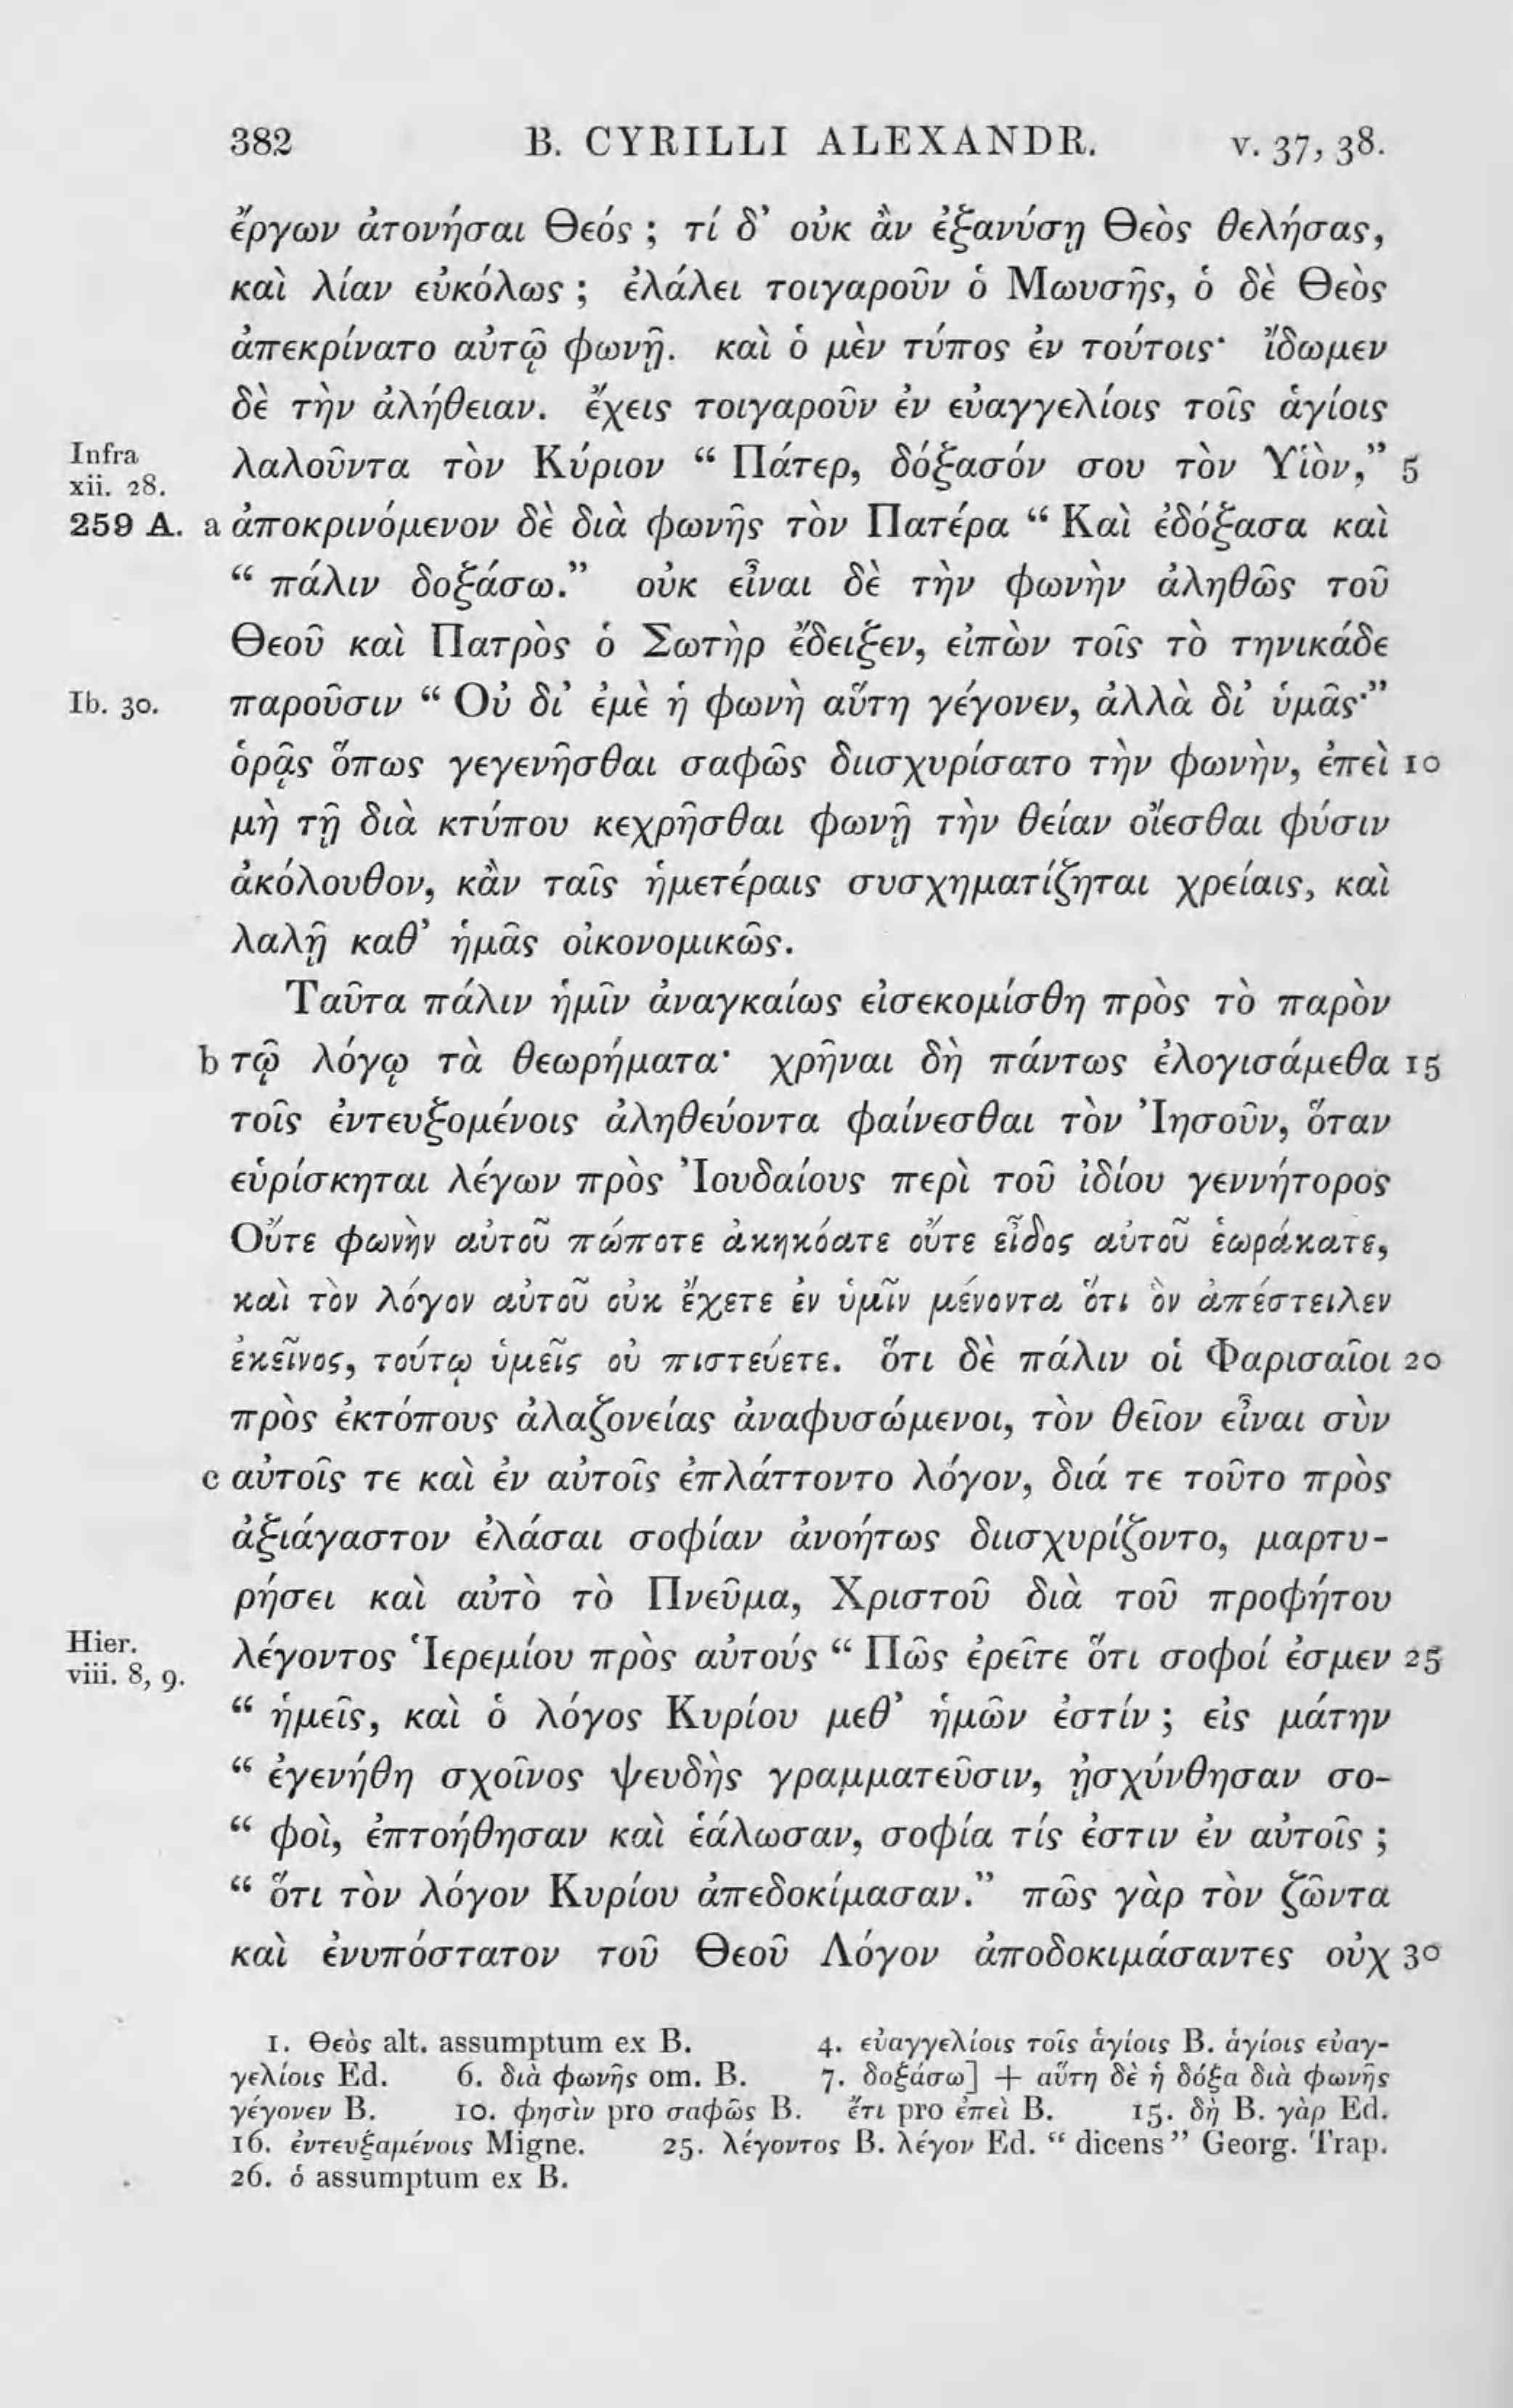 382 B. CYRILLI ALEXANDR. v. 37, 38.
ἔργων ἀτονήσαι Θεός ; τί δ’ οὐκ ἂν ἐξανύσῃ Θεὸς θελήσας,
καὶ λίαν εὐκόλως ; ἐλάλει τοιγαροῦν ὁ Μωυσῆς, ὁ δὲ Θεὸς
ἀπεκρίνατο αὐτῷ φωνῇ. καὶ ὁ μὲν τύπος ἐν τούτοις· ἴδωμεν
δὲ τὴν ἀλήθειαν. ἔχεις τοιγαροῦν ἐν εὐαγγελίοις τοῖς ἁγίοις
Infra xii. 28. λαλοῦντα τὸν Κύριον “ Πάτερ, δόξασόν σου τὸν Υἱὸν,” 5
259 A. a ἀποκρινόμενον δὲ διὰ φωνῆς τὸν Πατέρα “ Καὶ ἐδόξασα καὶ
“ πάλιν δοξάσω.” οὐκ εἶναι δὲ τὴν φωνὴν ἀληθῶς τοῦ
Θεοῦ καὶ Πατρὸς ὁ Σωτὴρ ἔδειξεν, εἰπὼν τοῖς τὸ τηνικάδε
Ib. 30. παροῦσιν “ Οὐ δι’ ἐμὲ ἡ φωνὴ αὕτη γέγονεν, ἀλλὰ δι’ ὑμᾶς·”
ὁρᾷς ὅπως γεγενῆσθαι σαφῶς διισχυρίσατο τὴν φωνὴν, ἐπεὶ 10
μὴ τῇ διὰ κτύπου κεχρῆσθαι φωνῇ τὴν θείαν οἴεσθαι φύσιν
ἀκόλουθον, κἂν ταῖς ἡμετέραις συσχηματίζηται χρείαις, καὶ
λαλῇ καθ’ ἡμᾶς οἰκονομικῶς.
Ταῦτα πάλιν ἡμῖν ἀναγκαίως εἰσεκομίσθη πρὸς τὸ παρὸν
b τῷ λόγῳ τὰ θεωρήματα· χρῆναι δὴ πάντως ἐλογισάμεθα 15
τοῖς ἐντευξομένοις ἀληθεύοντα φαίνεσθαι τὸν Ἰησοῦν, ὅταν
εὑρίσκηται λέγων πρὸς Ἰουδαίους περὶ τοῦ ἰδίου γεννήτορος
Οὔτε φωνὴν αὐτοῦ πώποτε ἀκηκόατε οὔτε εἶδος αὐτοῦ ἑωράκατε,
καὶ τὸν λόγον αὐτοῦ οὐκ ἔχετε ἐν ὑμῖν μένοντα ὅτι ὃν ἀπέστειλεν
ἐκεῖνος, τούτῳ ὑμεῖς οὐ πιστεύετε. ὅτι δὲ πάλιν οἱ Φαρισαῖοι 20
πρὸς ἐκτόπους ἀλαζονείας ἀναφυσώμενοι, τὸν θεῖον εἶναι σὺν
c αὐτοῖς τε καὶ ἐν αὐτοῖς ἐπλάττοντο λόγον, διά τε τοῦτο πρὸς
ἀξιάγαστον ἐλάσαι σοφίαν ἀνοήτως διισχυρίζοντο, μαρτυ-
ρήσει καὶ αὐτὸ τὸ Πνεῦμα, Χριστοῦ διὰ τοῦ προφήτου
Hier. viii. 8, 9. λέγοντος Ἱερεμίου πρὸς αὐτούς “ Πῶς ἐρεῖτε ὅτι σοφοί ἐσμεν 25
“ ἡμεῖς, καὶ ὁ λόγος Κυρίου μεθ’ ἡμῶν ἐστίν ; εἰς μάτην
“ ἐγενήθη σχοῖνος ψευδὴς γραμματεῦσιν, ᾐσχύνθησαν σο-
“ φοὶ, ἐπτοήθησαν καὶ ἑάλωσαν, σοφία τίς ἐστιν ἐν αὐτοῖς ;
“ ὅτι τὸν λόγον Κυρίου ἀπεδοκίμασαν.” πῶς γὰρ τὸν ζῶντα
καὶ ἐνυπόστατον τοῦ Θεοῦ Λόγον ἀποδοκιμάσαντες οὐχ 30
1. Θεὸς alt. assumptum ex B. 4. εὐαγγελίοις τοῖς ἁγίοις B. ἁγίοις εὐαγ-
γελίοις Ed. 6. διὰ φωνῆς om. B. 7. δοξάσω] + αὕτη δὲ ἡ δόξα διὰ φωνῆς
γέγονεν B. 10. φησὶν pro σαφῶς B. ἔτι pro ἐπεὶ B. 15. δὴ B. γὰρ Ed.
16. ἐντευξαμένοις Migne. 25. λέγοντος B. λέγον Ed. “ dicens” Georg. Trap.
26. ὁ assumptum ex B.